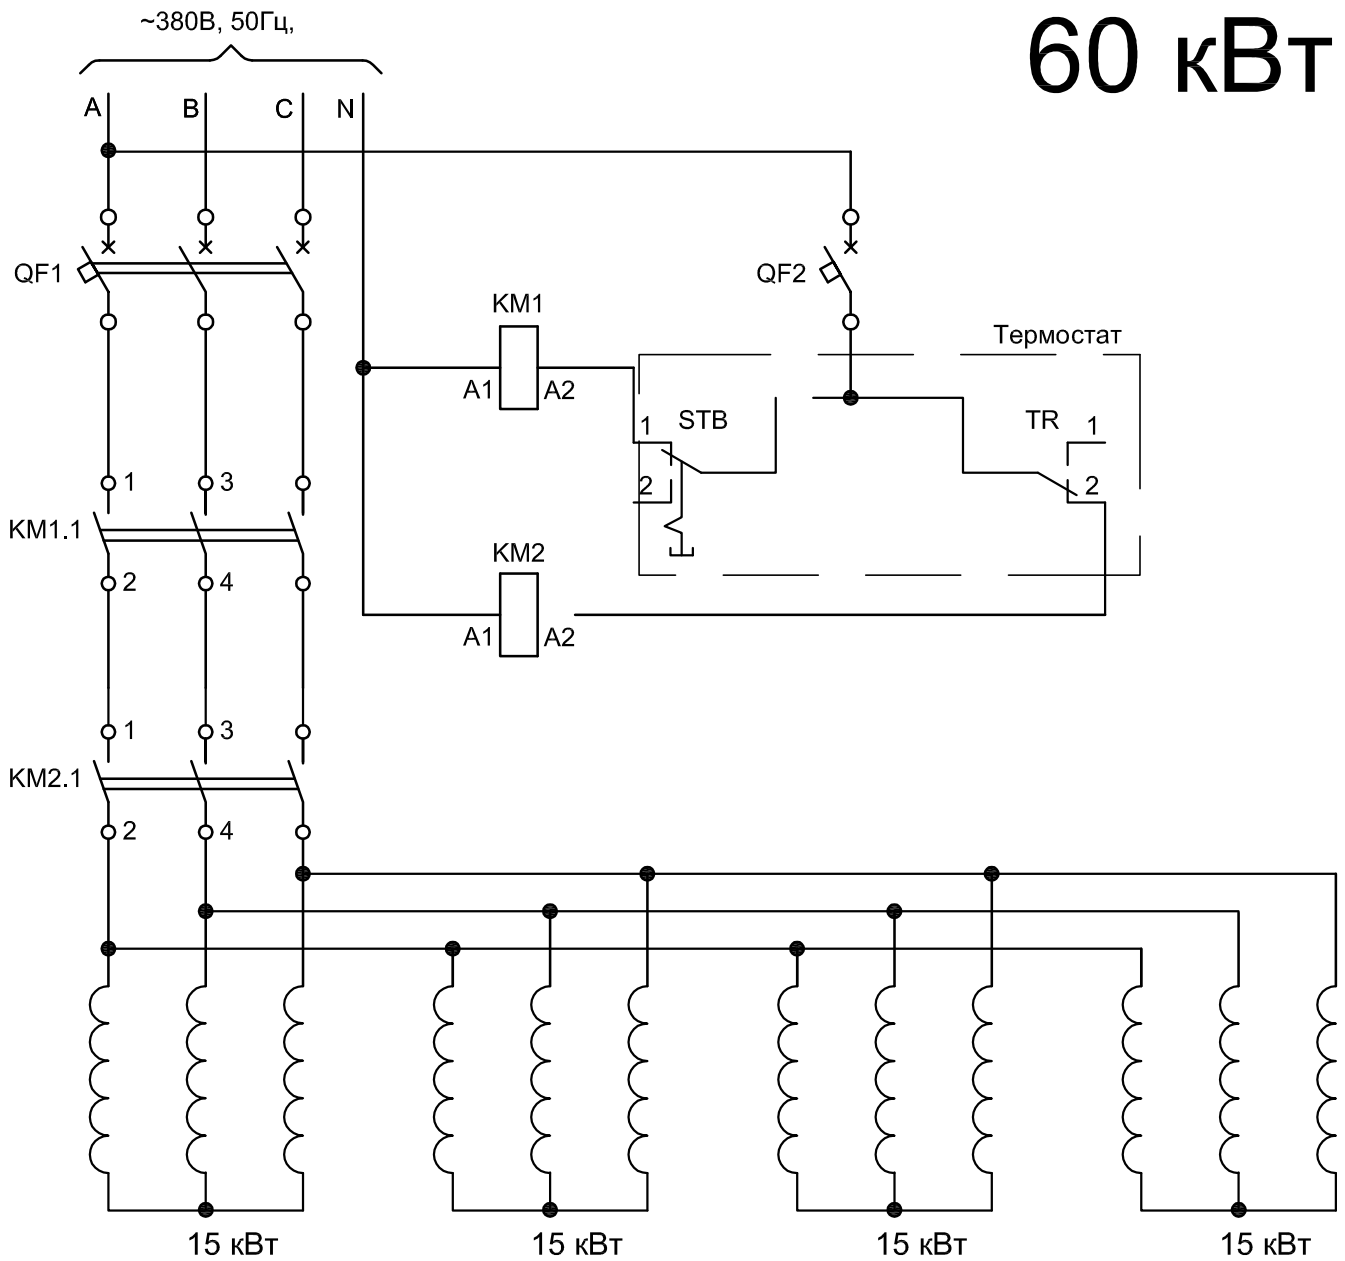 ~380В, 50Гц,
60 кВт
A
B
C
N
QF1
QF2
KM1
Термостат
A1
A2
1
STB
TR
1
2
2
1
3
KM1.1
KM2
2
4
A1
A2
1
3
KM2.1
2
4
15 кВт
15 кВт
15 кВт
15 кВт